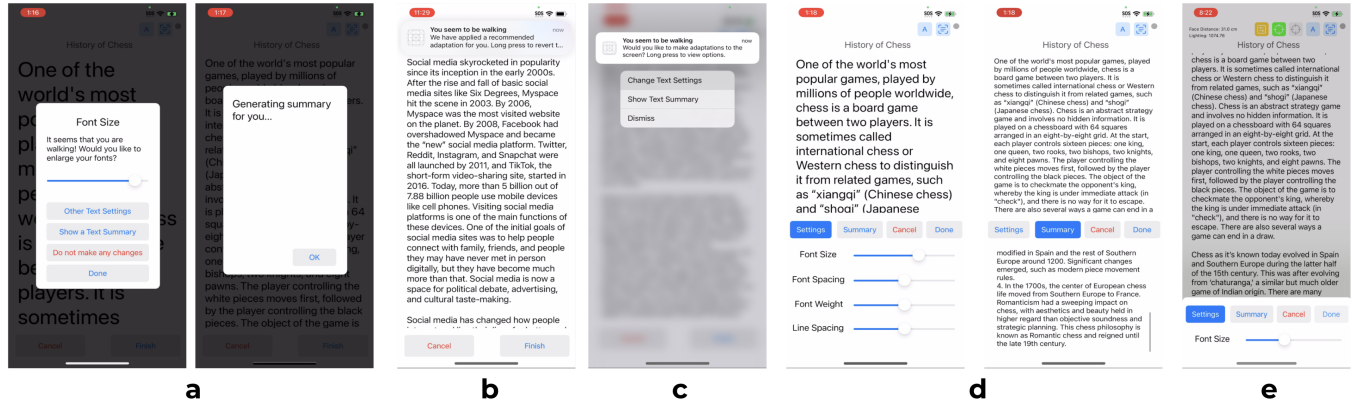 1:16
SOS
A
History of Chess
One of the
world's most
Font Size
It seems that you are
walking! Would you like to
enlarge your fonts?
Other Text Settings
Show a Text Summary
Do not make any changes
Done
players. It is
sometimes
Cancel
Finish
1:17
SOS
A
History of Chess
One of the world's most popular
games, played by millions of
Generating summary
for you...
OK
pawns. The player controlling the
white pieces moves first, followed
by the player controlling the black
pieces. The object of the game is
Cancel
Finish
a
11:29
SOS
You seem to be walking
now
We have applied a recommended
adaptation for you. Long press to revert t...
Social media skyrocketed in popularity
since its inception in the early 2000s.
After the rise and fall of basic social
media sites like Six Degrees, Myspace
hit the scene in 2003. By 2006,
Myspace was the most visited website
on the planet. By 2008, Facebook had
overshadowed Myspace and became
the "new" social media platform. Twitter,
Reddit, Instagram, and Snapchat were
all launched by 2011, and TikTok, the
short-form video-sharing site, started in
2016. Today, more than 5 billion out of
7.88 billion people use mobile devices
like cell phones. Visiting social media
platforms is one of the main functions of
these devices. One of the initial goals of
social media sites was to help people
connect with family, friends, and people
they may have never met in person
digitally, but they have become much
more than that. Social media is now a
space for political debate, advertising,
and cultural taste-making.
Social media has changed how people
Cancel
Finish
b
You seem to be walking
now
Would you like to make adaptations to the
screen? Long press to view options.
Change Text Settings
Show Text Summary
Dismiss
c
1:18
SOS
A
History of Chess
One of the world's most
popular games, played by
millions of people worldwide,
chess is a board game
between two players. It is
sometimes called
international chess or
Western chess to distinguish
it from related games, such
as "xiangqi" (Chinese chess)
and "shogi" (Japanese
Settings
Summary
Cancel
Done
Font Size
Font Spacing
Font Weight
Line Spacing
1:18
SOS
A
History of Chess
One of the world's most popular games, played
by millions of people worldwide, chess is a
board game between two players. It is
sometimes called international chess or
Western chess to distinguish it from related
games, such as "xiangqi" (Chinese chess) and
"shogi" (Japanese chess). Chess is an abstract strategy
game and involves no hidden information. It is
played on a chessboard with 64 squares
arranged in an eight-by-eight grid. At the start,
each player controls sixteen pieces: one king,
one queen, two rooks, two bishops, two knights,
and eight pawns. The player controlling the
white pieces moves first, followed by the player
controlling the black pieces. The object of the
game is to checkmate the opponent's king,
whereby the king is under immediate attack (in
"check"), and there is no way for it to escape.
There are also several ways a game can end in a
Settings
Summary
Cancel
Done
modified in Spain and the rest of Southern
Europe around 1200. Significant changes
emerged, such as modern piece movement
rules.
4. In the 1700s, the center of European chess
life moved from Southern Europe to France.
Romanticism had a sweeping impact on
chess, with aesthetics and beauty held in
higher regard than objective soundness and
strategic planning. This chess philosophy is
known as Romantic chess and reigned until
the late 19th century.
d
8:22
SOS
Face Distance: 31.0 cm
A
History of Chess
chess is a board game between two
players. It is sometimes called international
chess or Western chess to distinguish it
from related games, such as "xiangqi"
(Chinese chess) and "shogi" (Japanese
chess). Chess is an abstract strategy game
and involves no hidden information. It is
played on a chessboard with 64 squares
arranged in an eight-by-eight grid. At the
start, each player controls sixteen pieces:
one king, one queen, two rooks, two
bishops, two knights, and eight pawns. The
player controlling the white pieces moves
first, followed by the player controlling the
black pieces. The object of the game is to
checkmate the opponent's king, whereby
the king is under immediate attack (in
"check"), and there is no way for it to
escape. There are also several ways a
game can end in a draw.
Chess as it's known today evolved in Spain
and Southern Europe during the latter half
of the 15th century. This was after evolving
from 'chaturanga,' a similar but much older
game of Indian origin. There are many
Settings
Summary
Cancel
Done
Font Size
e